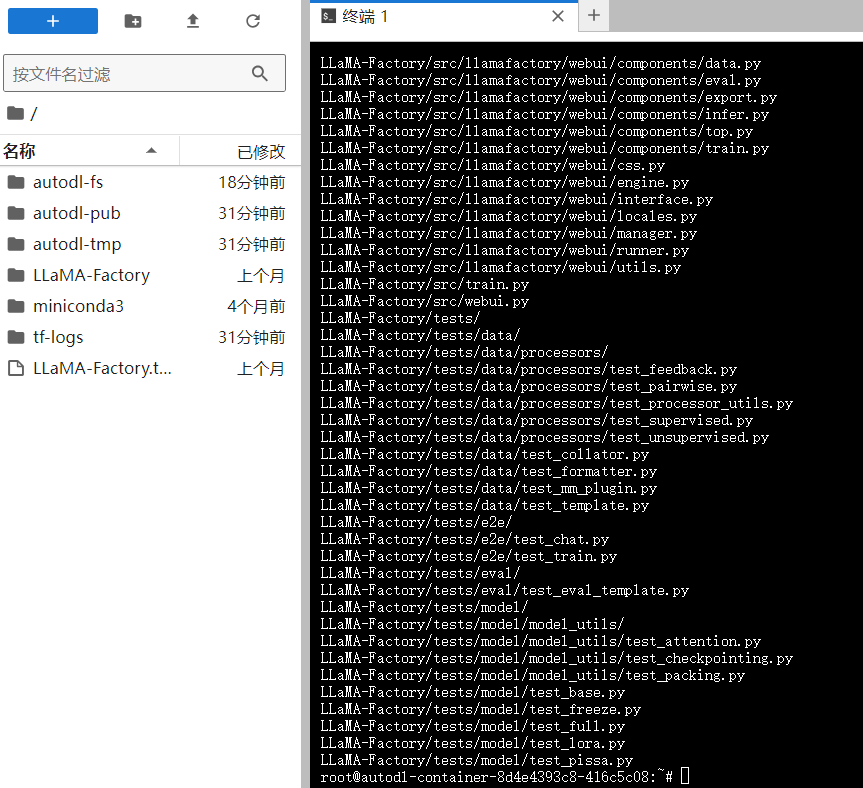 按文件名过滤
/
名称 已修改
autodl-fs 18分钟前
autodl-pub 31分钟前
autodl-tmp 31分钟前
LLaMA-Factory 上个月
miniconda3 4个月前
tf-logs 31分钟前
LLaMA-Factory.t... 上个月
终端 1
LLaMA-Factory/src/llamafactory/webui/components/data.py
LLaMA-Factory/src/llamafactory/webui/components/eval.py
LLaMA-Factory/src/llamafactory/webui/components/export.py
LLaMA-Factory/src/llamafactory/webui/components/infer.py
LLaMA-Factory/src/llamafactory/webui/components/top.py
LLaMA-Factory/src/llamafactory/webui/components/train.py
LLaMA-Factory/src/llamafactory/webui/css.py
LLaMA-Factory/src/llamafactory/webui/engine.py
LLaMA-Factory/src/llamafactory/webui/interface.py
LLaMA-Factory/src/llamafactory/webui/locales.py
LLaMA-Factory/src/llamafactory/webui/manager.py
LLaMA-Factory/src/llamafactory/webui/runner.py
LLaMA-Factory/src/llamafactory/webui/utils.py
LLaMA-Factory/src/train.py
LLaMA-Factory/src/webui.py
LLaMA-Factory/tests/
LLaMA-Factory/tests/data/
LLaMA-Factory/tests/data/processors/
LLaMA-Factory/tests/data/processors/test_feedback.py
LLaMA-Factory/tests/data/processors/test_pairwise.py
LLaMA-Factory/tests/data/processors/test_processor_utils.py
LLaMA-Factory/tests/data/processors/test_supervised.py
LLaMA-Factory/tests/data/processors/test_unsupervised.py
LLaMA-Factory/tests/data/test_collator.py
LLaMA-Factory/tests/data/test_formatter.py
LLaMA-Factory/tests/data/test_mm_plugin.py
LLaMA-Factory/tests/data/test_template.py
LLaMA-Factory/tests/e2e/
LLaMA-Factory/tests/e2e/test_chat.py
LLaMA-Factory/tests/e2e/test_train.py
LLaMA-Factory/tests/eval/
LLaMA-Factory/tests/eval/test_eval_template.py
LLaMA-Factory/tests/model/
LLaMA-Factory/tests/model/model_utils/
LLaMA-Factory/tests/model/model_utils/test_attention.py
LLaMA-Factory/tests/model/model_utils/test_checkpointing.py
LLaMA-Factory/tests/model/model_utils/test_packing.py
LLaMA-Factory/tests/model/test_base.py
LLaMA-Factory/tests/model/test_freeze.py
LLaMA-Factory/tests/model/test_full.py
LLaMA-Factory/tests/model/test_lora.py
LLaMA-Factory/tests/model/test_pissa.py
root@autodl-container-8d4e4393c8-416c5c08:~#